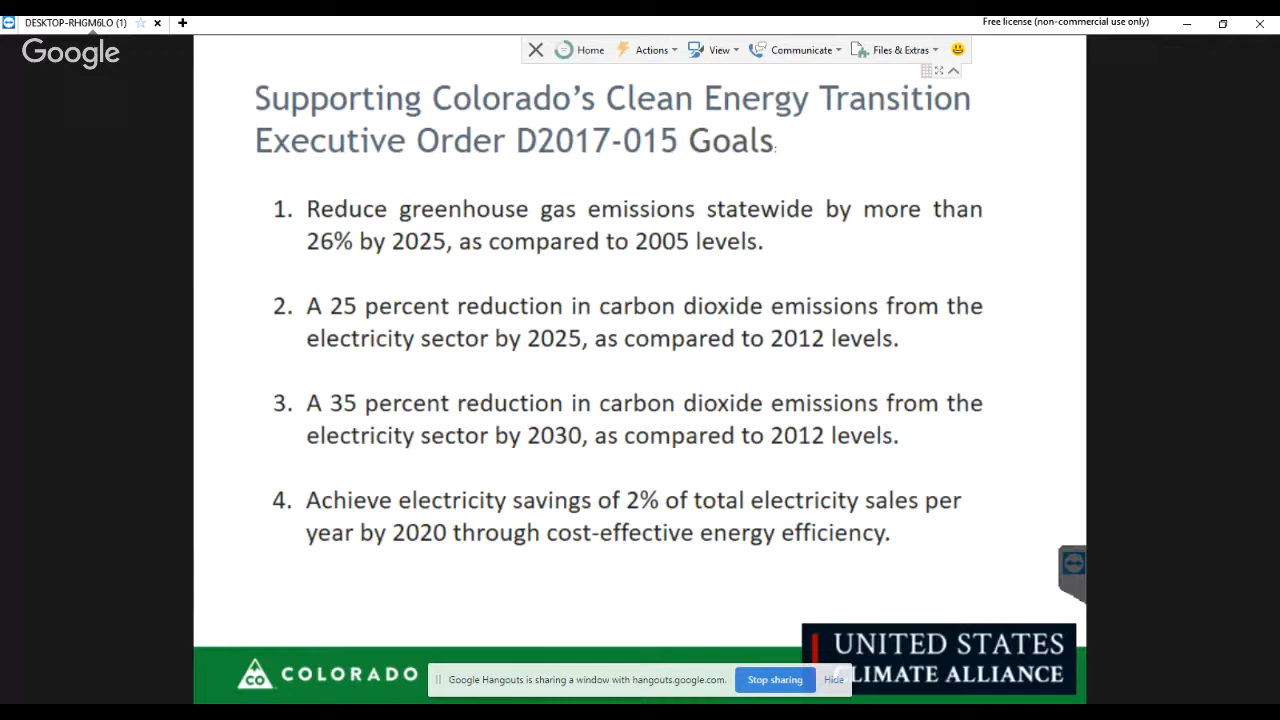 DESKTOP-RHGM6LO (1)
Free license (non-commercial use only)
Google
Home Actions View Communicate Files & Extras
Supporting Colorado's Clean Energy Transition
Executive Order D2017-015 Goals:
1. Reduce greenhouse gas emissions statewide by more than
26% by 2025, as compared to 2005 levels.
2. A 25 percent reduction in carbon dioxide emissions from the
electricity sector by 2025, as compared to 2012 levels.
3. A 35 percent reduction in carbon dioxide emissions from the
electricity sector by 2030, as compared to 2012 levels.
4. Achieve electricity savings of 2% of total electricity sales per
year by 2020 through cost-effective energy efficiency.
UNITED STATES
CLIMATE ALLIANCE
CO COLORADO
Google Hangouts is sharing a window with hangouts.google.com. Stop sharing Hide